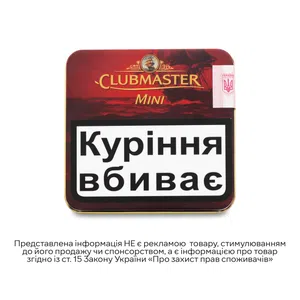 CLUBMASTER
MINI
Куріння
вбиває
Представлена інформація НЕ є рекламою товару, стимулюванням
до його продажу чи спонсорством, а є інформацією про товар
згідно із ст. 15 Закону України «Про захист прав споживачів»